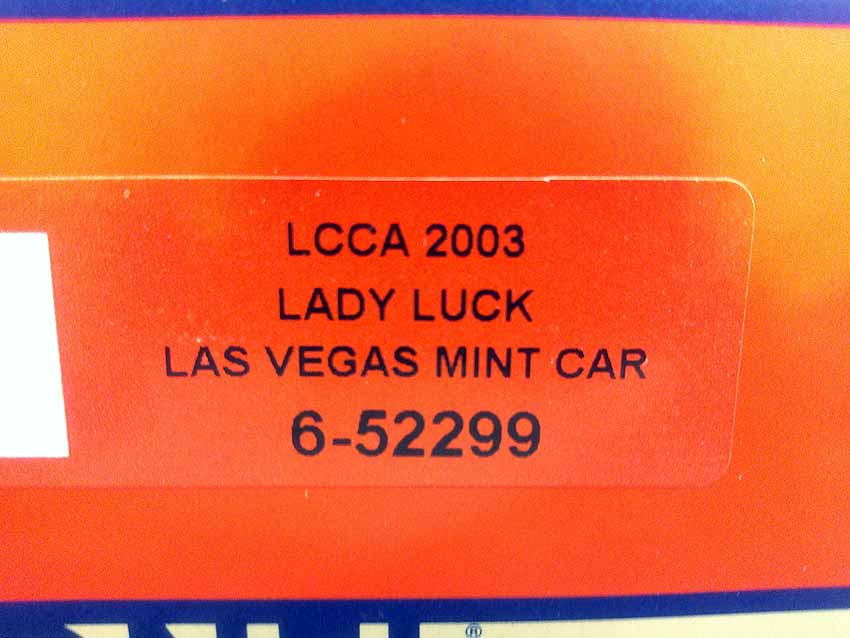 LCCA 2003
LADY LUCK
LAS VEGAS MINT CAR
6-52299
®